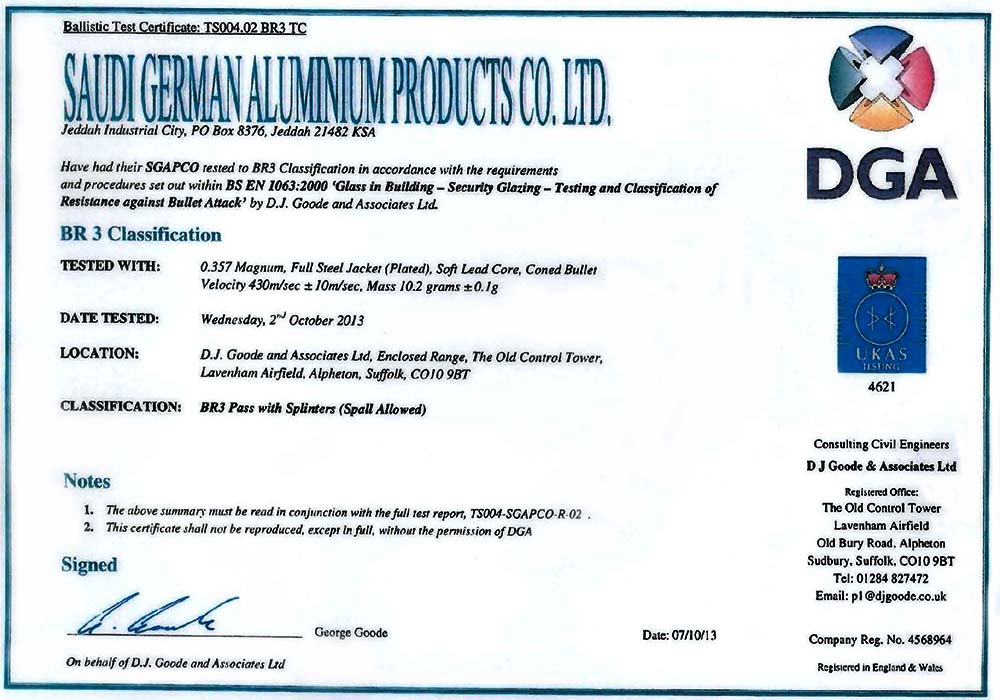 Ballistic Test Certificate: TS004.02 BR3 TC
SAUDI GERMAN ALUMINIUM PRODUCTS CO. LTD.
Jeddah Industrial City, PO Box 8376, Jeddah 21482 KSA
Have had their SGAPCO tested to BR3 Classification in accordance with the requirements
and procedures set out within BS EN 1063:2000 ‘Glass in Building – Security Glazing – Testing and Classification of
Resistance against Bullet Attack’ by D.J. Goode and Associates Ltd.
BR 3 Classification
TESTED WITH: 0.357 Magnum, Full Steel Jacket (Plated), Soft Lead Core, Coned Bullet
Velocity 430m/sec ± 10m/sec, Mass 10.2 grams ± 0.1g
DATE TESTED: Wednesday, 2nd October 2013
LOCATION: D.J. Goode and Associates Ltd, Enclosed Range, The Old Control Tower,
Lavenham Airfield, Alpheton, Suffolk, CO10 9BT
CLASSIFICATION: BR3 Pass with Splinters (Spall Allowed)
Notes
1. The above summary must be read in conjunction with the full test report, TS004-SGAPCO-R-02 .
2. This certificate shall not be reproduced, except in full, without the permission of DGA
Signed
George Goode
Date: 07/10/13
On behalf of D.J. Goode and Associates Ltd
DGA
UKAS
TESTING
4621
Consulting Civil Engineers
D J Goode & Associates Ltd
Registered Office:
The Old Control Tower
Lavenham Airfield
Old Bury Road, Alpheton
Sudbury, Suffolk, CO10 9BT
Tel: 01284 827472
Email: p1@djgoode.co.uk
Company Reg. No. 4568964
Registered in England & Wales